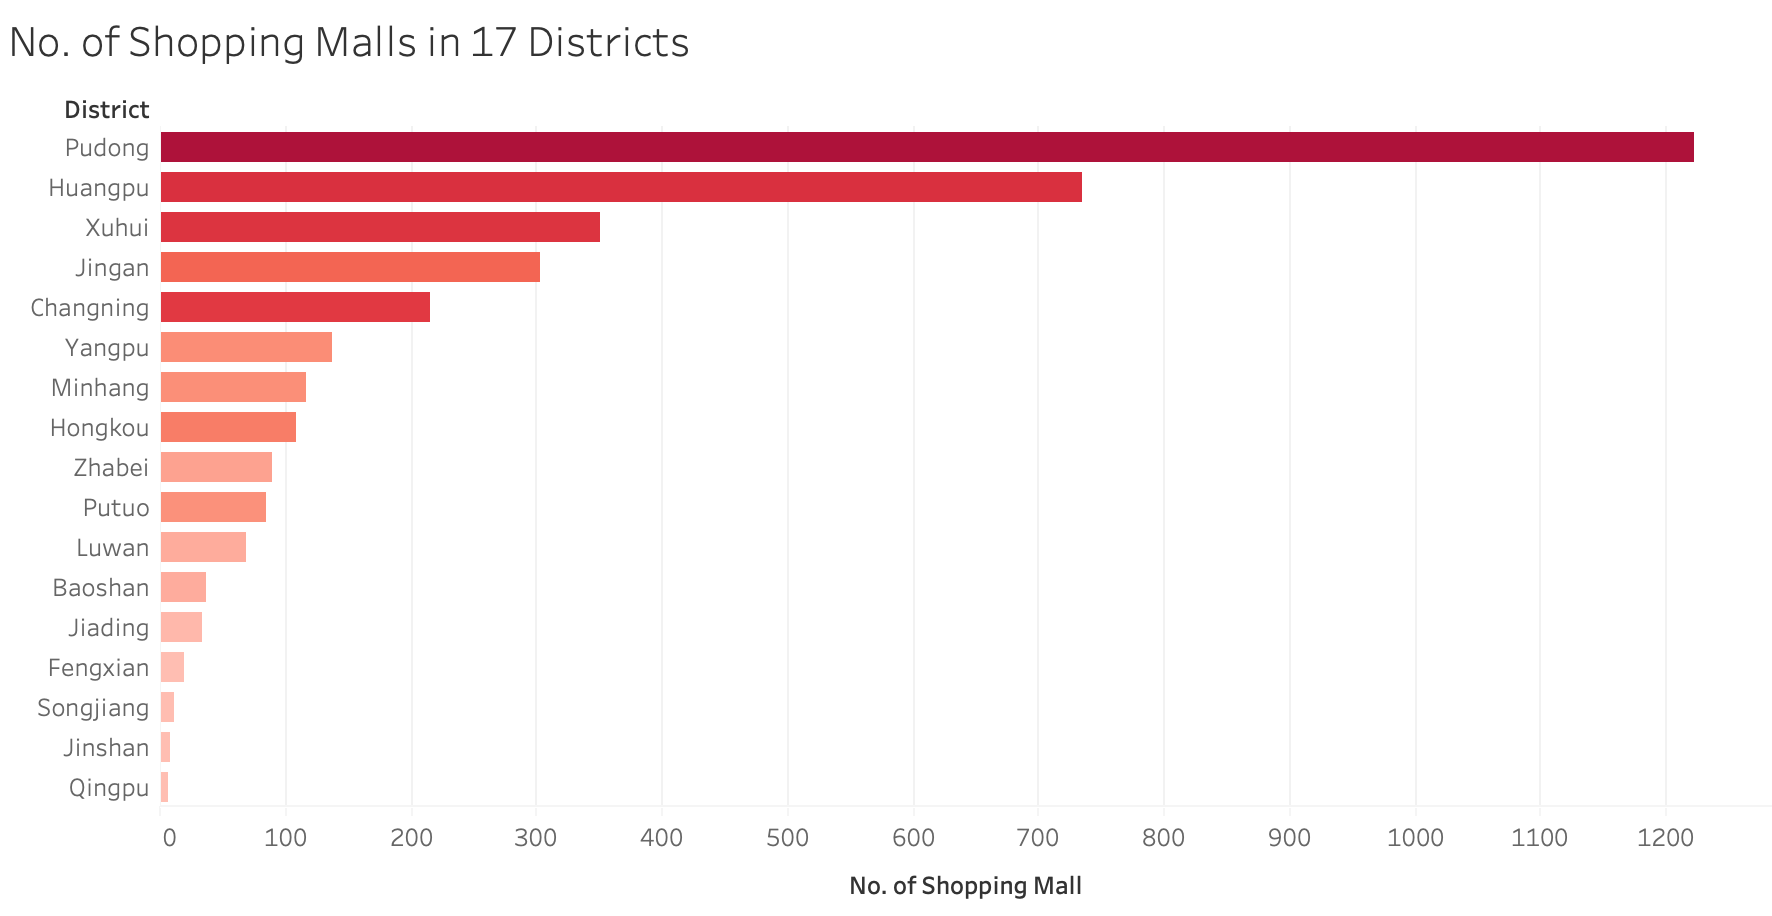 No. of Shopping Malls in 17 Districts
District
Pudong
Huangpu
Xuhui
Jingan
Changning
Yangpu
Minhang
Hongkou
Zhabei
Putuo
Luwan
Baoshan
Jiading
Fengxian
Songjiang
Jinshan
Qingpu
0 100 200 300 400 500 600 700 800 900 1000 1100 1200
No. of Shopping Mall